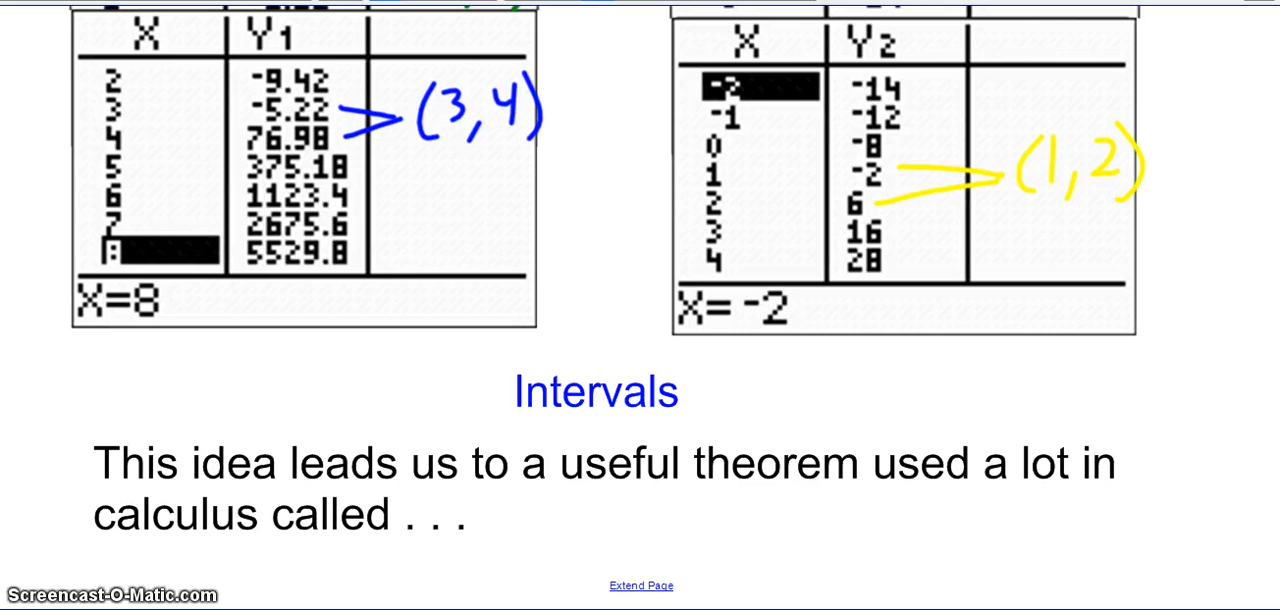 X Y1
2 -9.42
3 -5.22
4 76.98
5 375.18
6 1123.4
7 2675.6
5529.8
X=8
(3,4)
X Y2
-2 -14
-1 -12
0 -8
1 -2
2 6
3 16
4 28
X= -2
(1,2)
Intervals
This idea leads us to a useful theorem used a lot in
calculus called . . .
Extend Page
Screencast-O-Matic.com